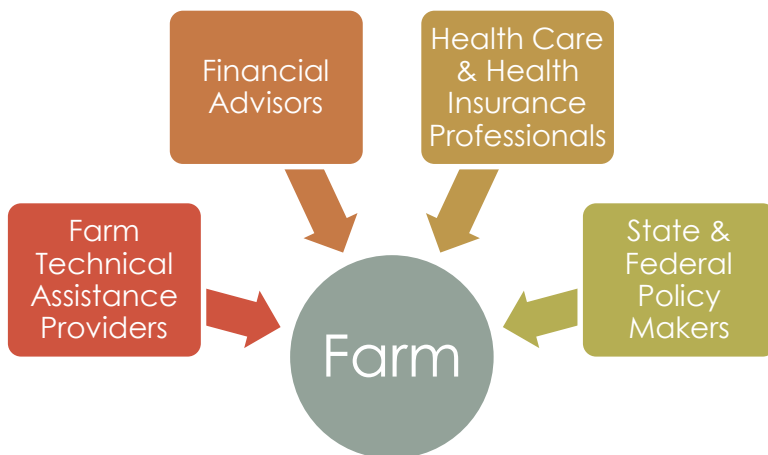 Financial
Advisors
Health Care
& Health
Insurance
Professionals
Farm
Technical
Assistance
Providers
State &
Federal
Policy
Makers
Farm